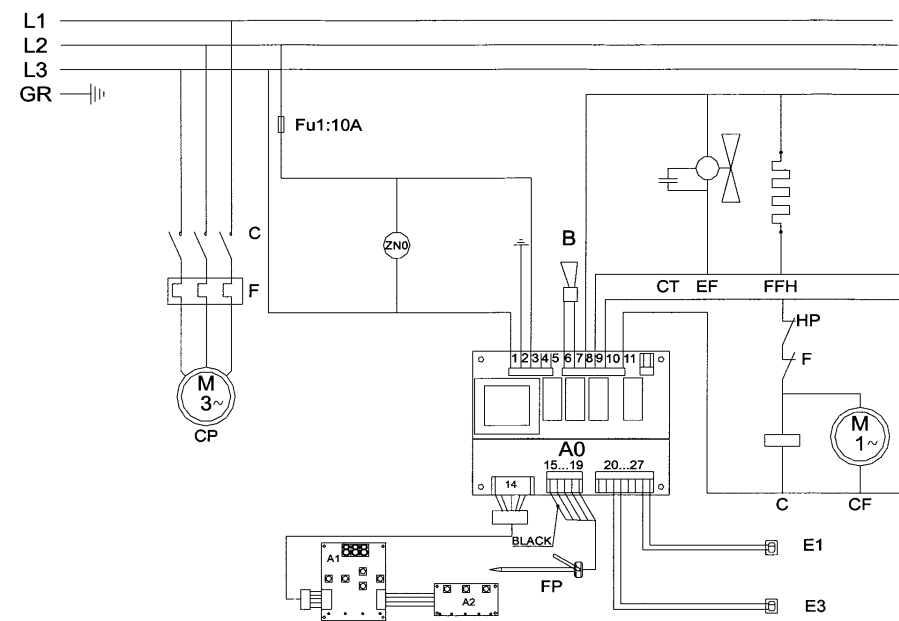 L1
L2
L3
GR
Fu1:10A
C
ZN0
B
F
CT EF FFH
HP
F
1 2 3 4 5 6 7 8 9 10 11
M
3~
CP
M
1~
A0
15...19 20...27
14
C CF
BLACK
E1
A1
FP
A2
E3